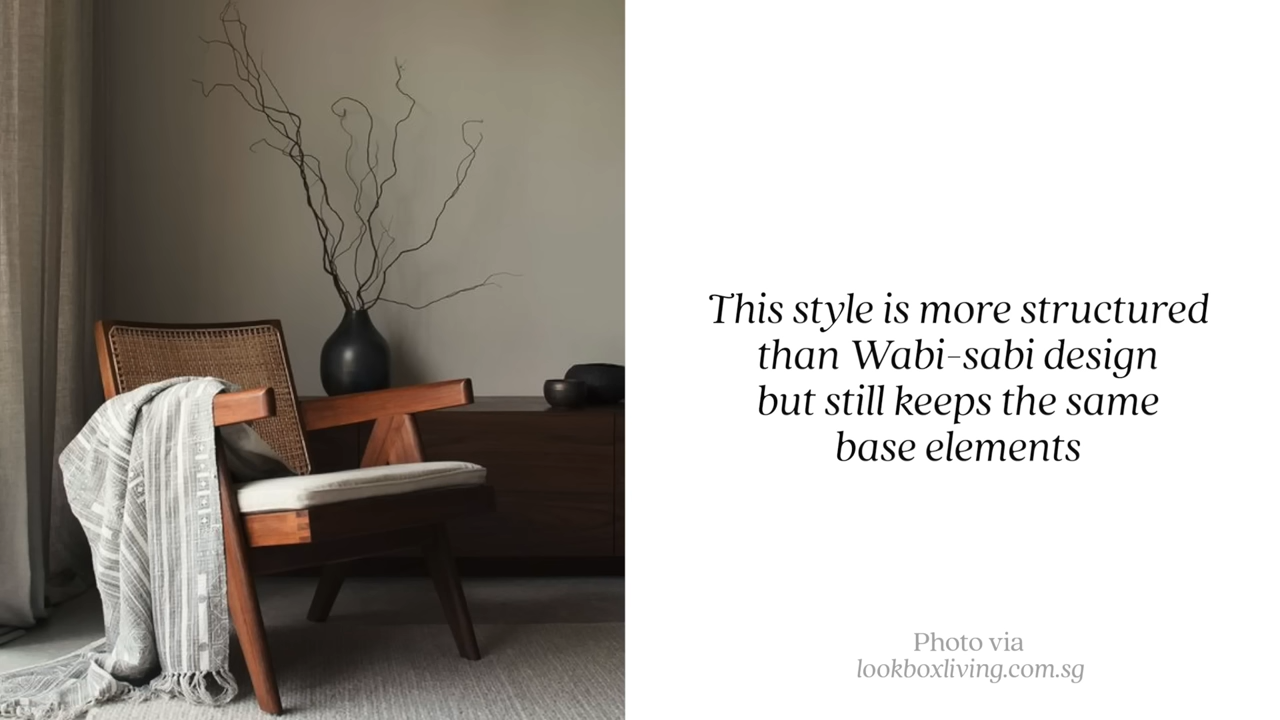 This style is more structured
than Wabi-sabi design
but still keeps the same
base elements
Photo via
lookboxliving.com.sg